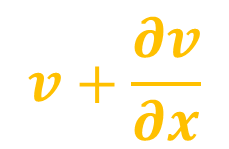 v + ∂v/∂x